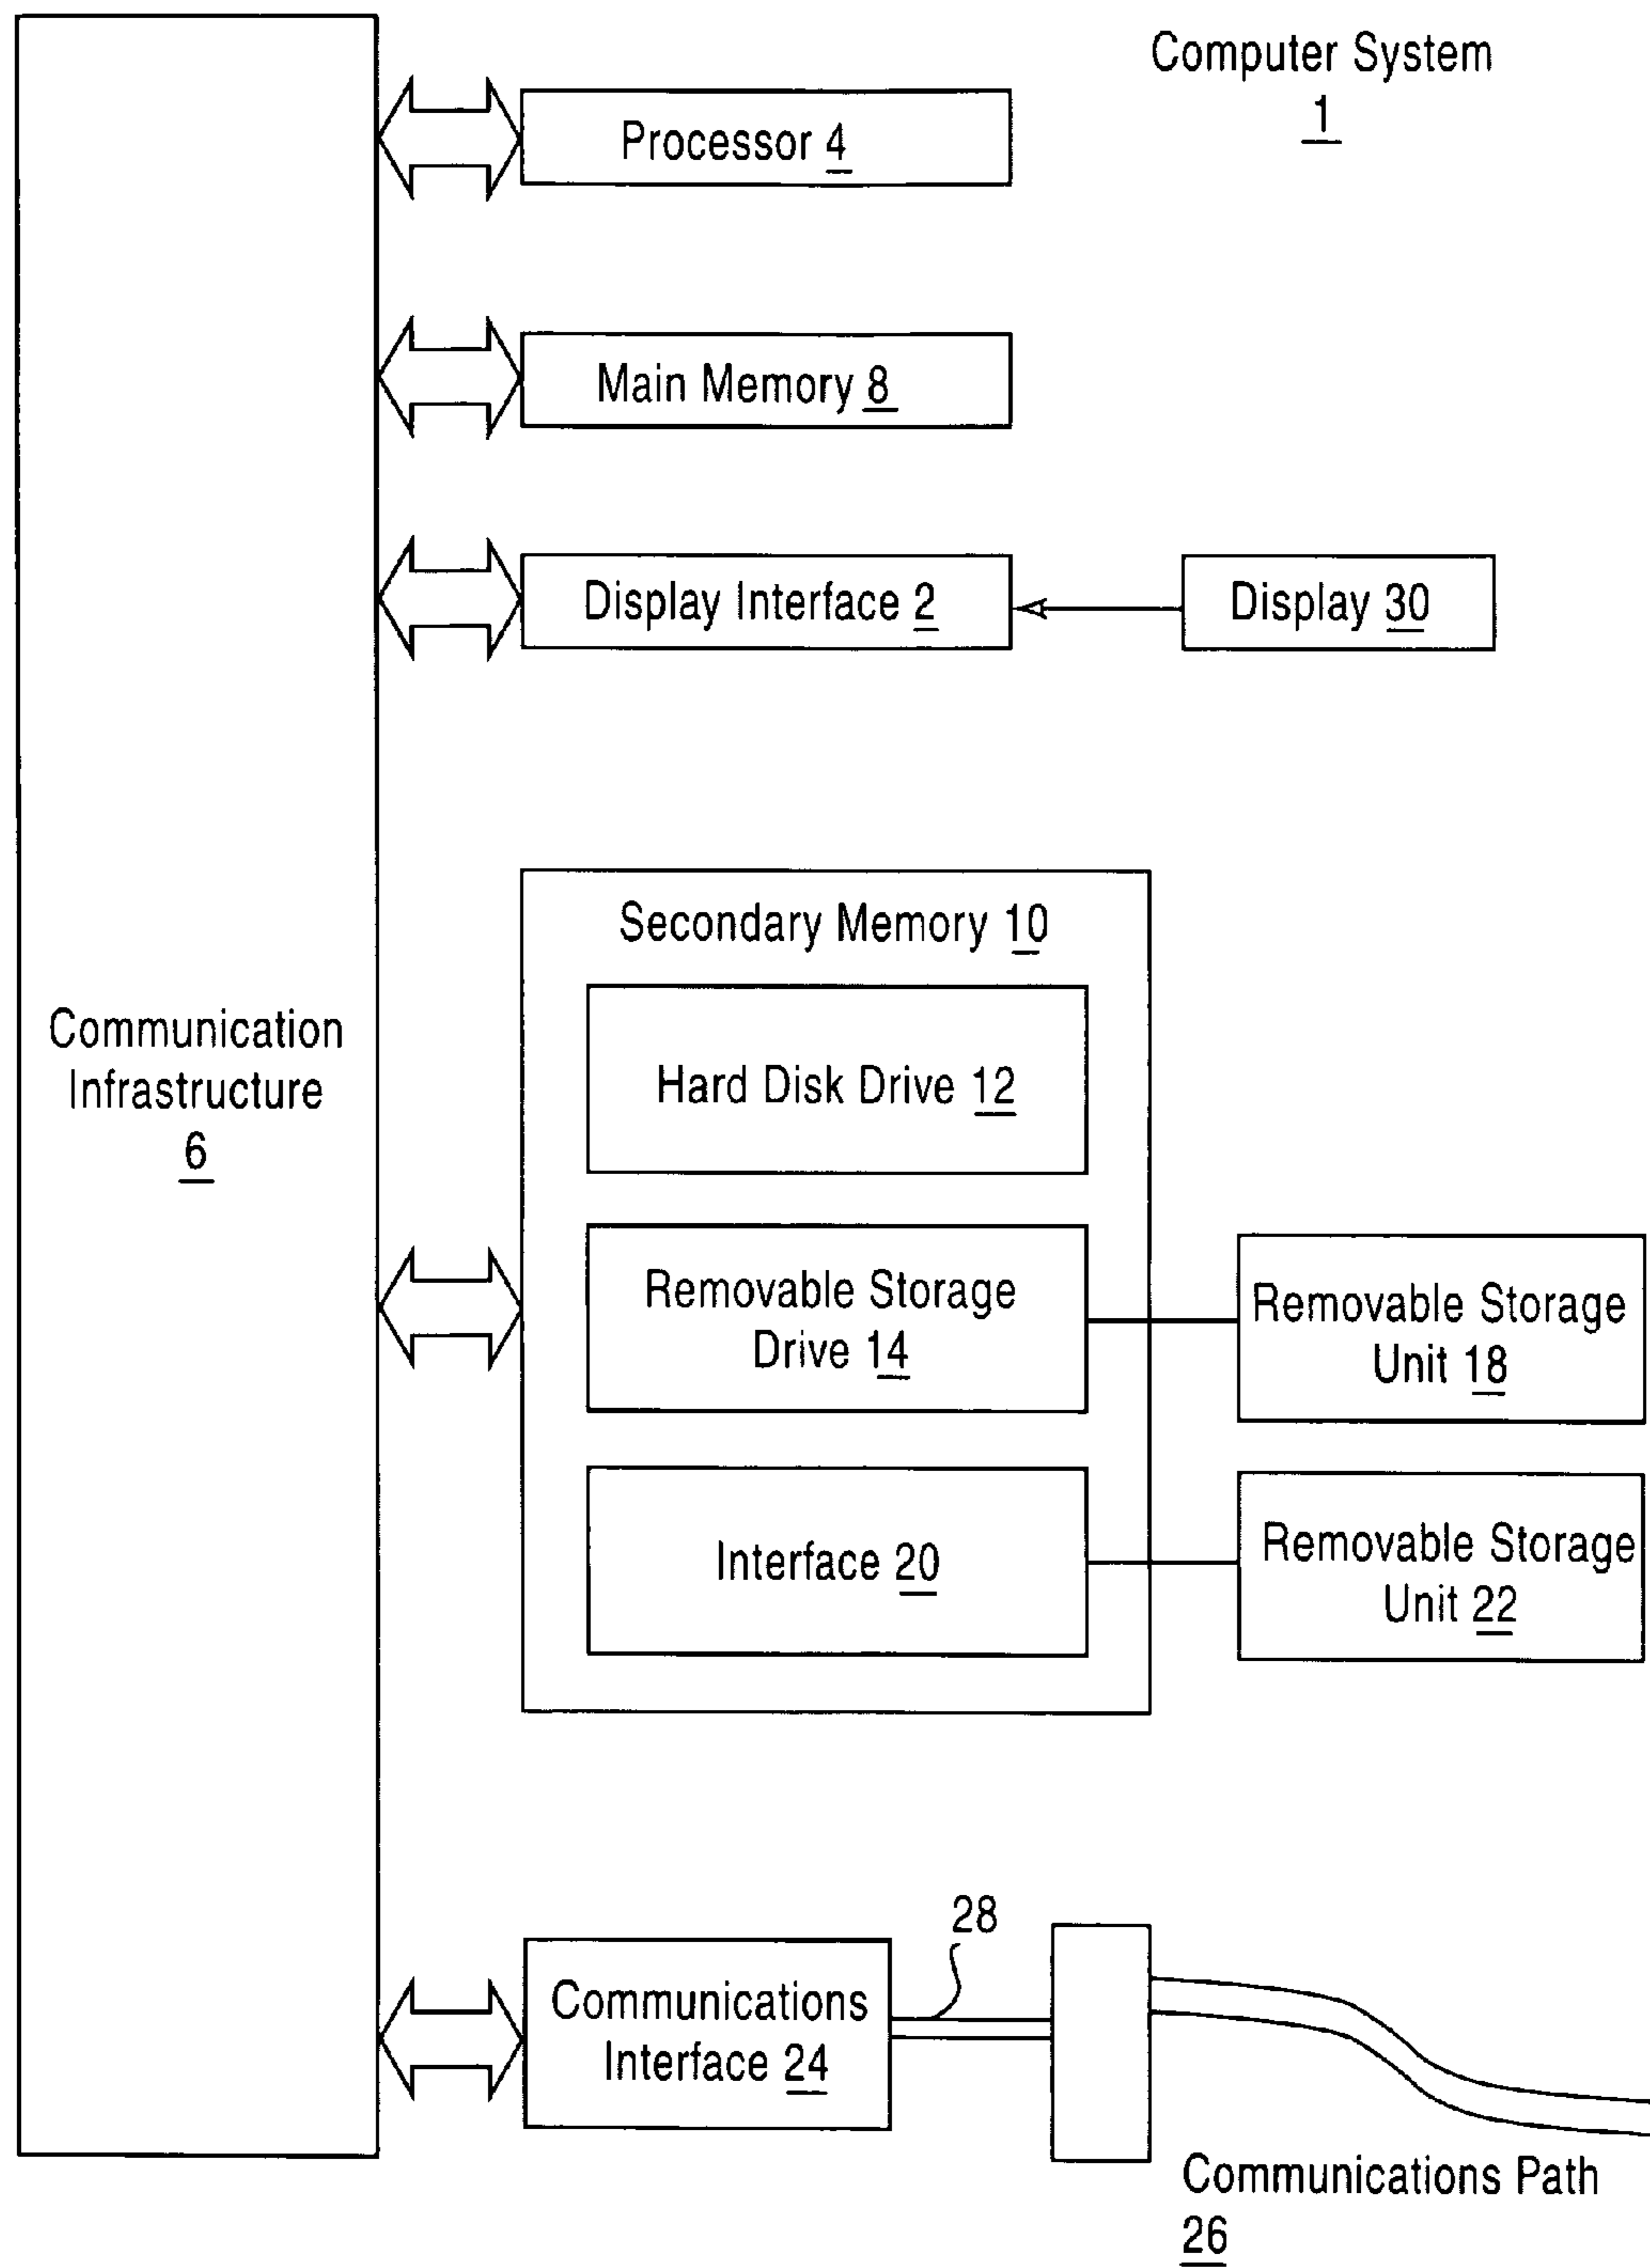 Computer System
1
Processor 4
Main Memory 8
Display Interface 2
Display 30
Secondary Memory 10
Communication
Infrastructure
6
Hard Disk Drive 12
Removable Storage
Drive 14
Removable Storage
Unit 18
Interface 20
Removable Storage
Unit 22
28
Communications
Interface 24
Communications Path
26